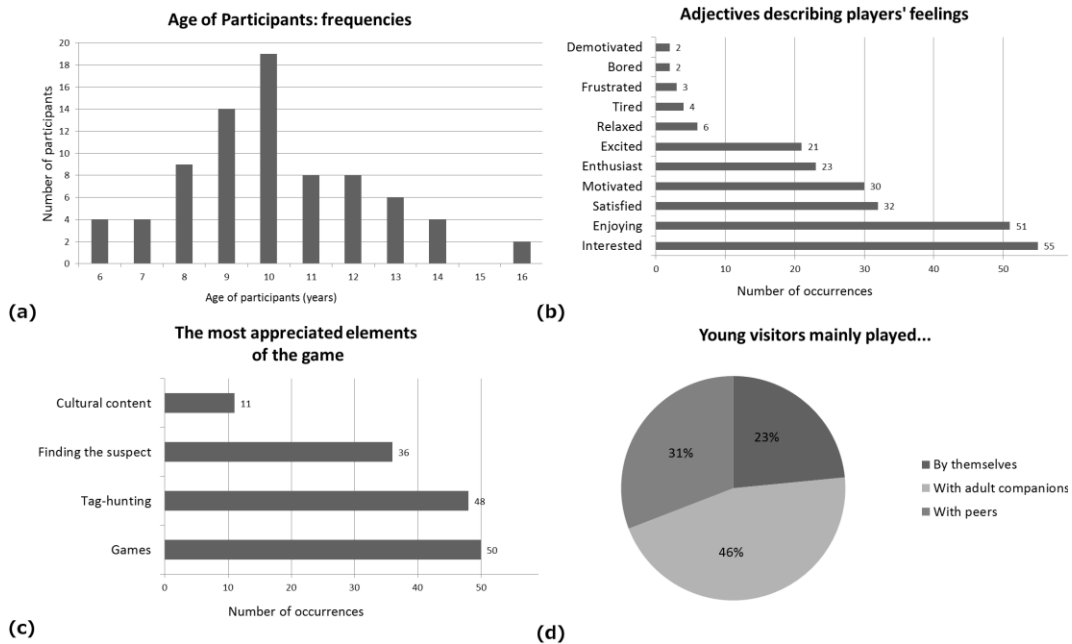 Age of Participants: frequencies
Number of participants
20
18
16
14
12
10
8
6
4
2
0
6 7 8 9 10 11 12 13 14 15 16
Age of participants (years)
(a)
Adjectives describing players' feelings
Demotivated 2
Bored 2
Frustrated 3
Tired 4
Relaxed 6
Excited 21
Enthusiast 23
Motivated 30
Satisfied 32
Enjoying 51
Interested 55
0 10 20 30 40 50
Number of occurrences
(b)
The most appreciated elements
of the game
Cultural content 11
Finding the suspect 36
Tag-hunting 48
Games 50
0 10 20 30 40 50
Number of occurrences
(c)
Young visitors mainly played...
23%
31%
46%
By themselves
With adult companions
With peers
(d)